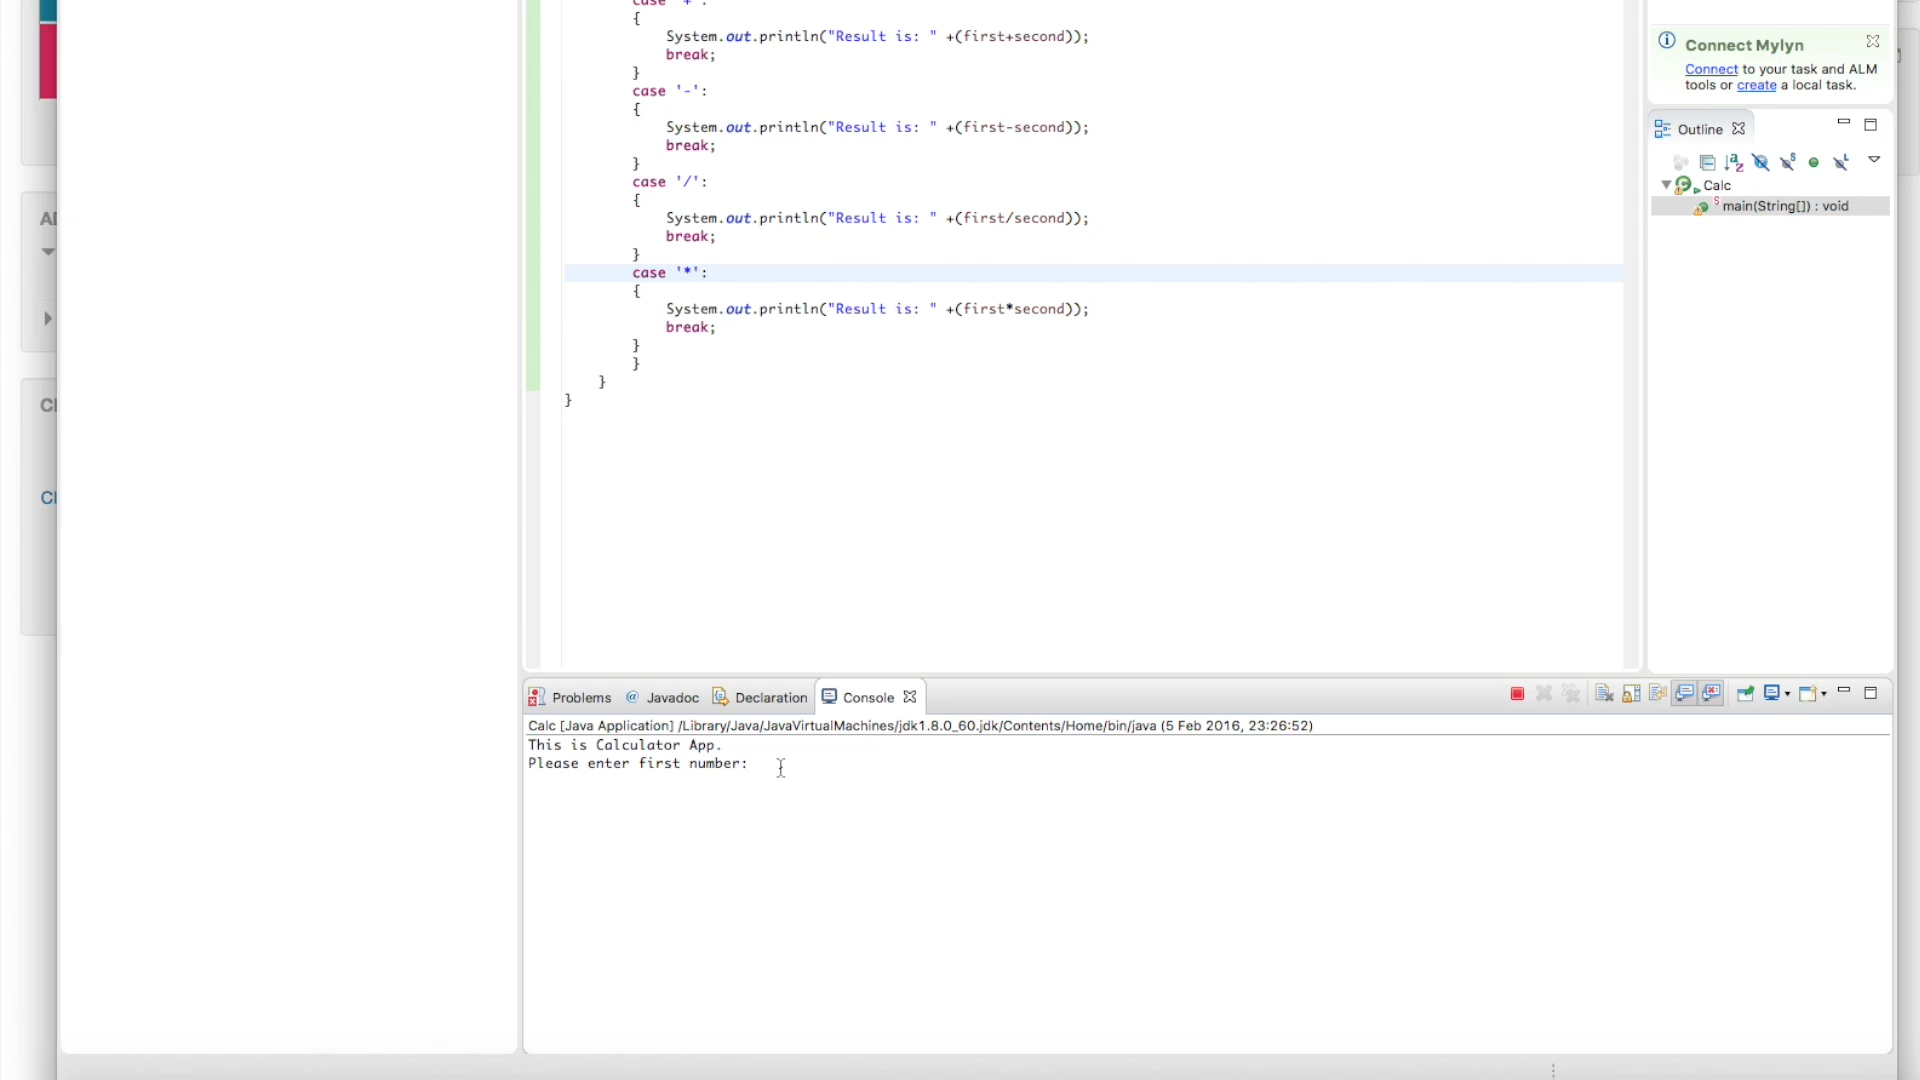 case '+':
{
System.out.println("Result is: " +(first+second));
break;
}
case '-':
{
System.out.println("Result is: " +(first-second));
break;
}
case '/':
{
System.out.println("Result is: " +(first/second));
break;
}
case '*':
{
System.out.println("Result is: " +(first*second));
break;
}
}
}
}
Connect Mylyn
Connect to your task and ALM
tools or create a local task.
Outline
Calc
main(String[]) : void
Problems @ Javadoc Declaration Console
Calc [Java Application] /Library/Java/JavaVirtualMachines/jdk1.8.0_60.jdk/Contents/Home/bin/java (5 Feb 2016, 23:26:52)
This is Calculator App.
Please enter first number: